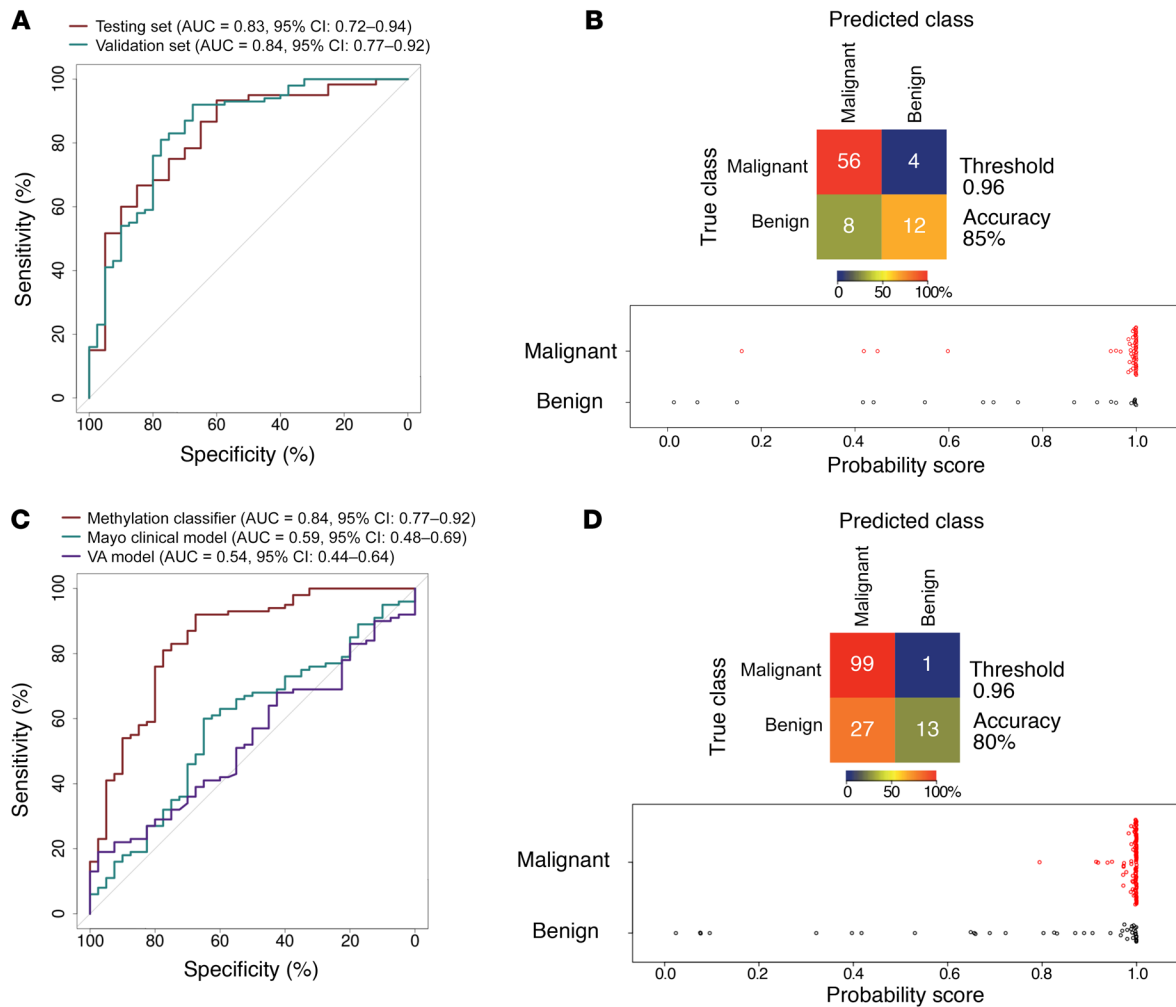 A
Testing set (AUC = 0.83, 95% CI: 0.72–0.94)
Validation set (AUC = 0.84, 95% CI: 0.77–0.92)
Sensitivity (%)
100
80
60
40
20
0
100 80 60 40 20 0
Specificity (%)
B
Predicted class
Malignant
Benign
True class
Malignant
56 4
Benign
8 12
Threshold
0.96
Accuracy
85%
0 50 100%
Malignant
Benign
0.0 0.2 0.4 0.6 0.8 1.0
Probability score
C
Methylation classifier (AUC = 0.84, 95% CI: 0.77–0.92)
Mayo clinical model (AUC = 0.59, 95% CI: 0.48–0.69)
VA model (AUC = 0.54, 95% CI: 0.44–0.64)
Sensitivity (%)
100
80
60
40
20
0
100 80 60 40 20 0
Specificity (%)
D
Predicted class
Malignant
Benign
True class
Malignant
99 1
Benign
27 13
Threshold
0.96
Accuracy
80%
0 50 100%
Malignant
Benign
0.0 0.2 0.4 0.6 0.8 1.0
Probability score